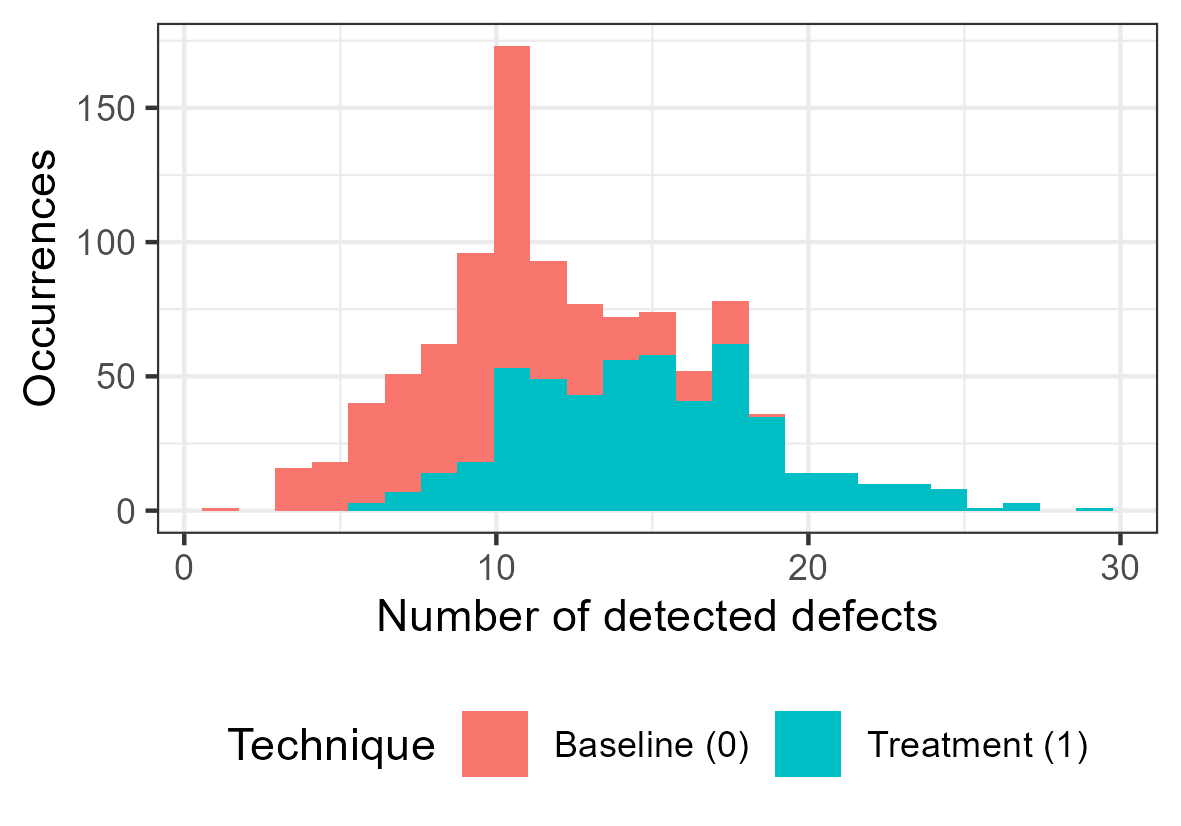 Occurrences
150
100
50
0
0 10 20 30
Number of detected defects
Technique Baseline (0) Treatment (1)